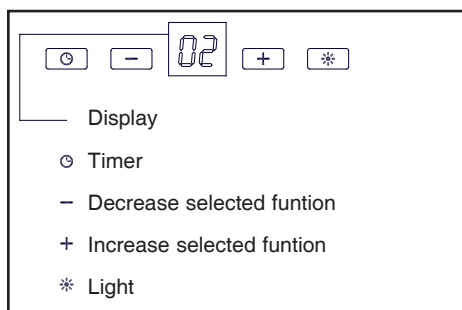 02
Display
Timer
− Decrease selected funtion
+ Increase selected funtion
Light